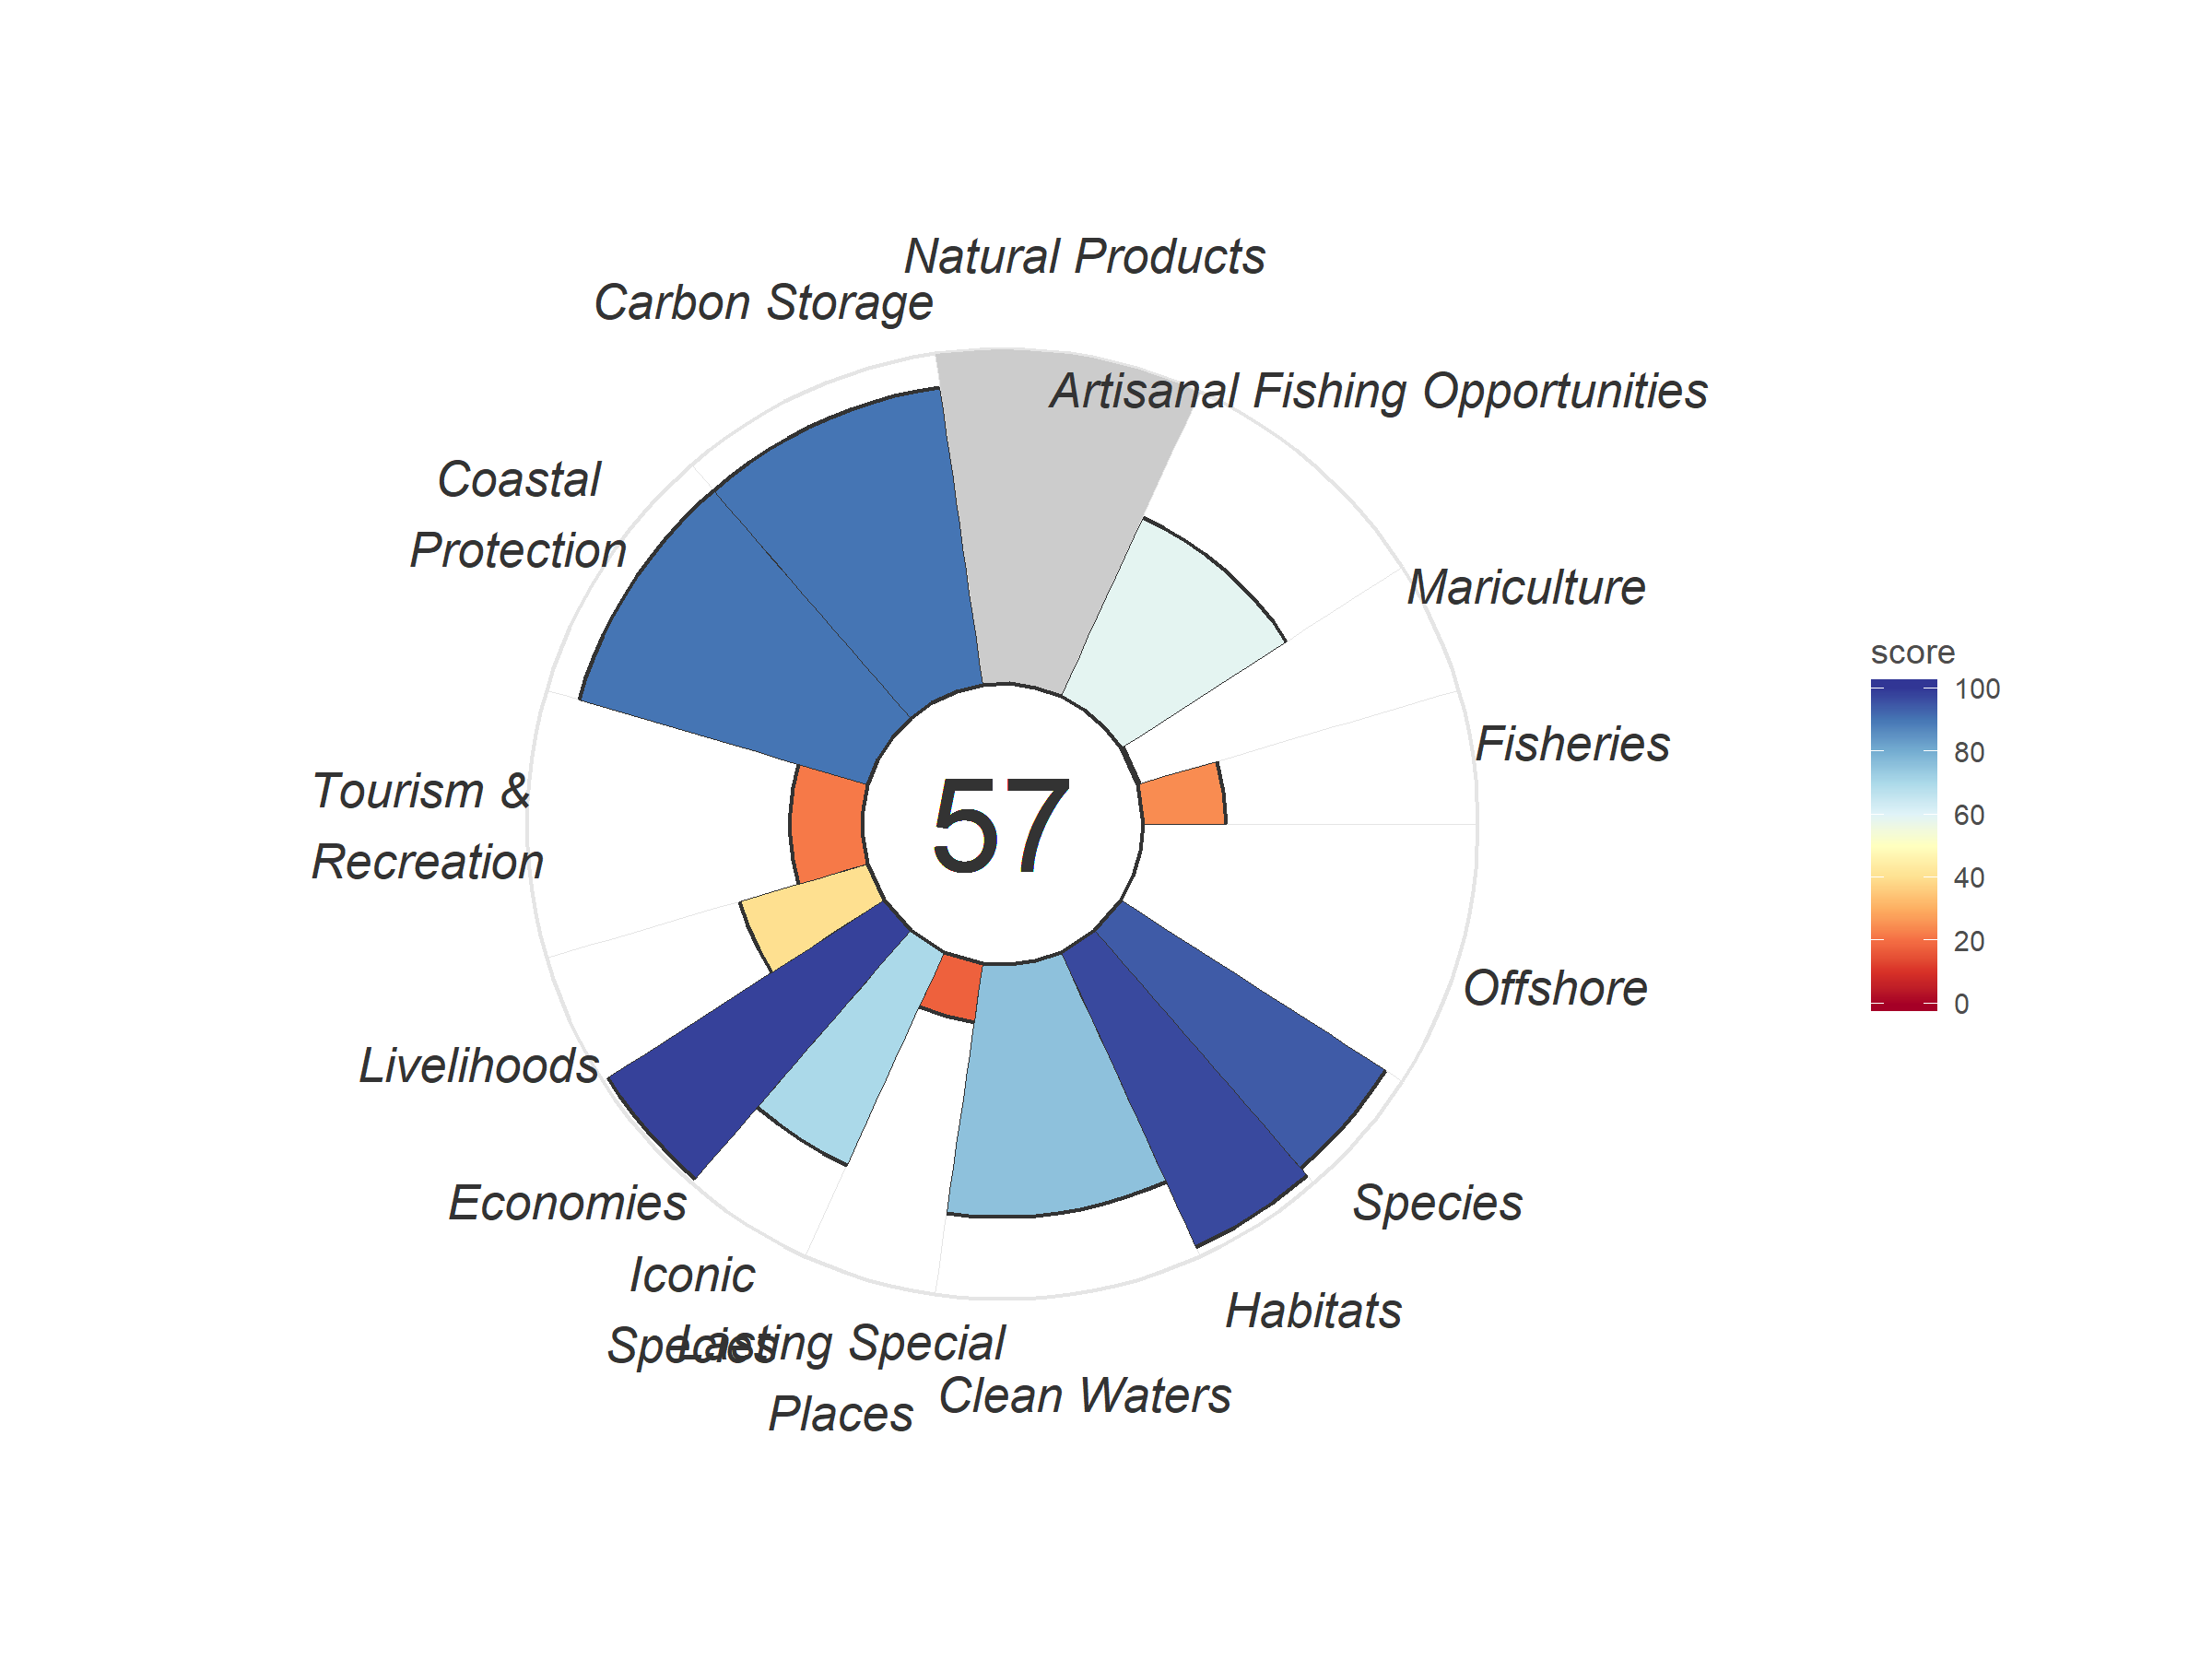 Natural Products
Carbon Storage
Artisanal Fishing Opportunities
Coastal
Protection
Mariculture
Fisheries
Tourism &
Recreation
57
Offshore
Livelihoods
Economies
Species
Iconic
Species
Habitats
Lasting Special
Places
Clean Waters
score
100
80
60
40
20
0